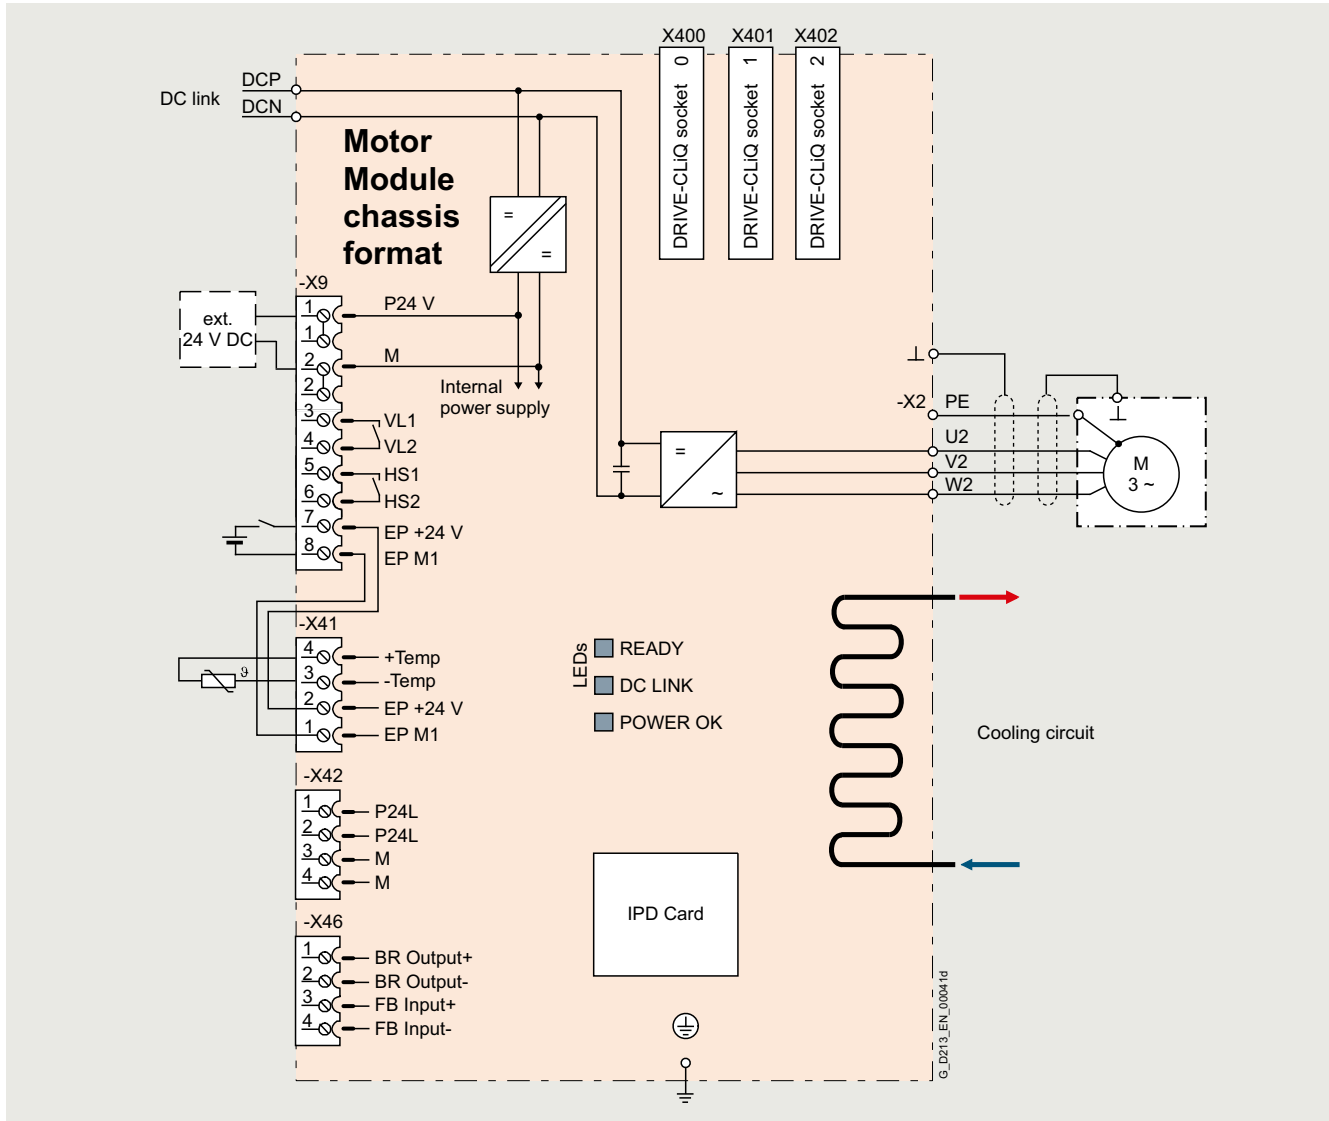 X400
X401
X402
DRIVE-CLiQ socket 0
DRIVE-CLiQ socket 1
DRIVE-CLiQ socket 2
DC link
DCP
DCN
Motor
Module
chassis
format
=
=
-X9
ext.
24 V DC
1
P24 V
1
2
M
2
Internal
power supply
3
VL1
4
VL2
5
HS1
6
HS2
7
EP +24 V
8
EP M1
-X2
PE
U2
V2
W2
=
~
M
3 ~
-X41
4
+Temp
3
-Temp
2
EP +24 V
1
EP M1
ϑ
LEDs
READY
DC LINK
POWER OK
Cooling circuit
-X42
1
P24L
2
P24L
3
M
4
M
-X46
1
BR Output+
2
BR Output-
3
FB Input+
4
FB Input-
IPD Card
G_D213_EN_00041d